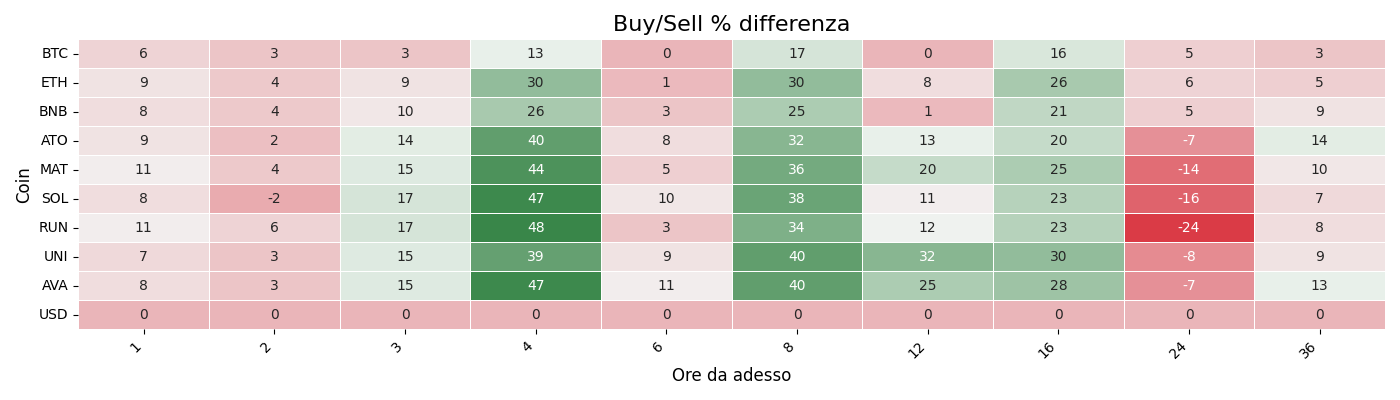 Buy/Sell % differenza
Coin
BTC 6 3 3 13 0 17 0 16 5 3
ETH 9 4 9 30 1 30 8 26 6 5
BNB 8 4 10 26 3 25 1 21 5 9
ATO 9 2 14 40 8 32 13 20 -7 14
MAT 11 4 15 44 5 36 20 25 -14 10
SOL 8 -2 17 47 10 38 11 23 -16 7
RUN 11 6 17 48 3 34 12 23 -24 8
UNI 7 3 15 39 9 40 32 30 -8 9
AVA 8 3 15 47 11 40 25 28 -7 13
USD 0 0 0 0 0 0 0 0 0 0
1 2 3 4 6 8 12 16 24 36
Ore da adesso